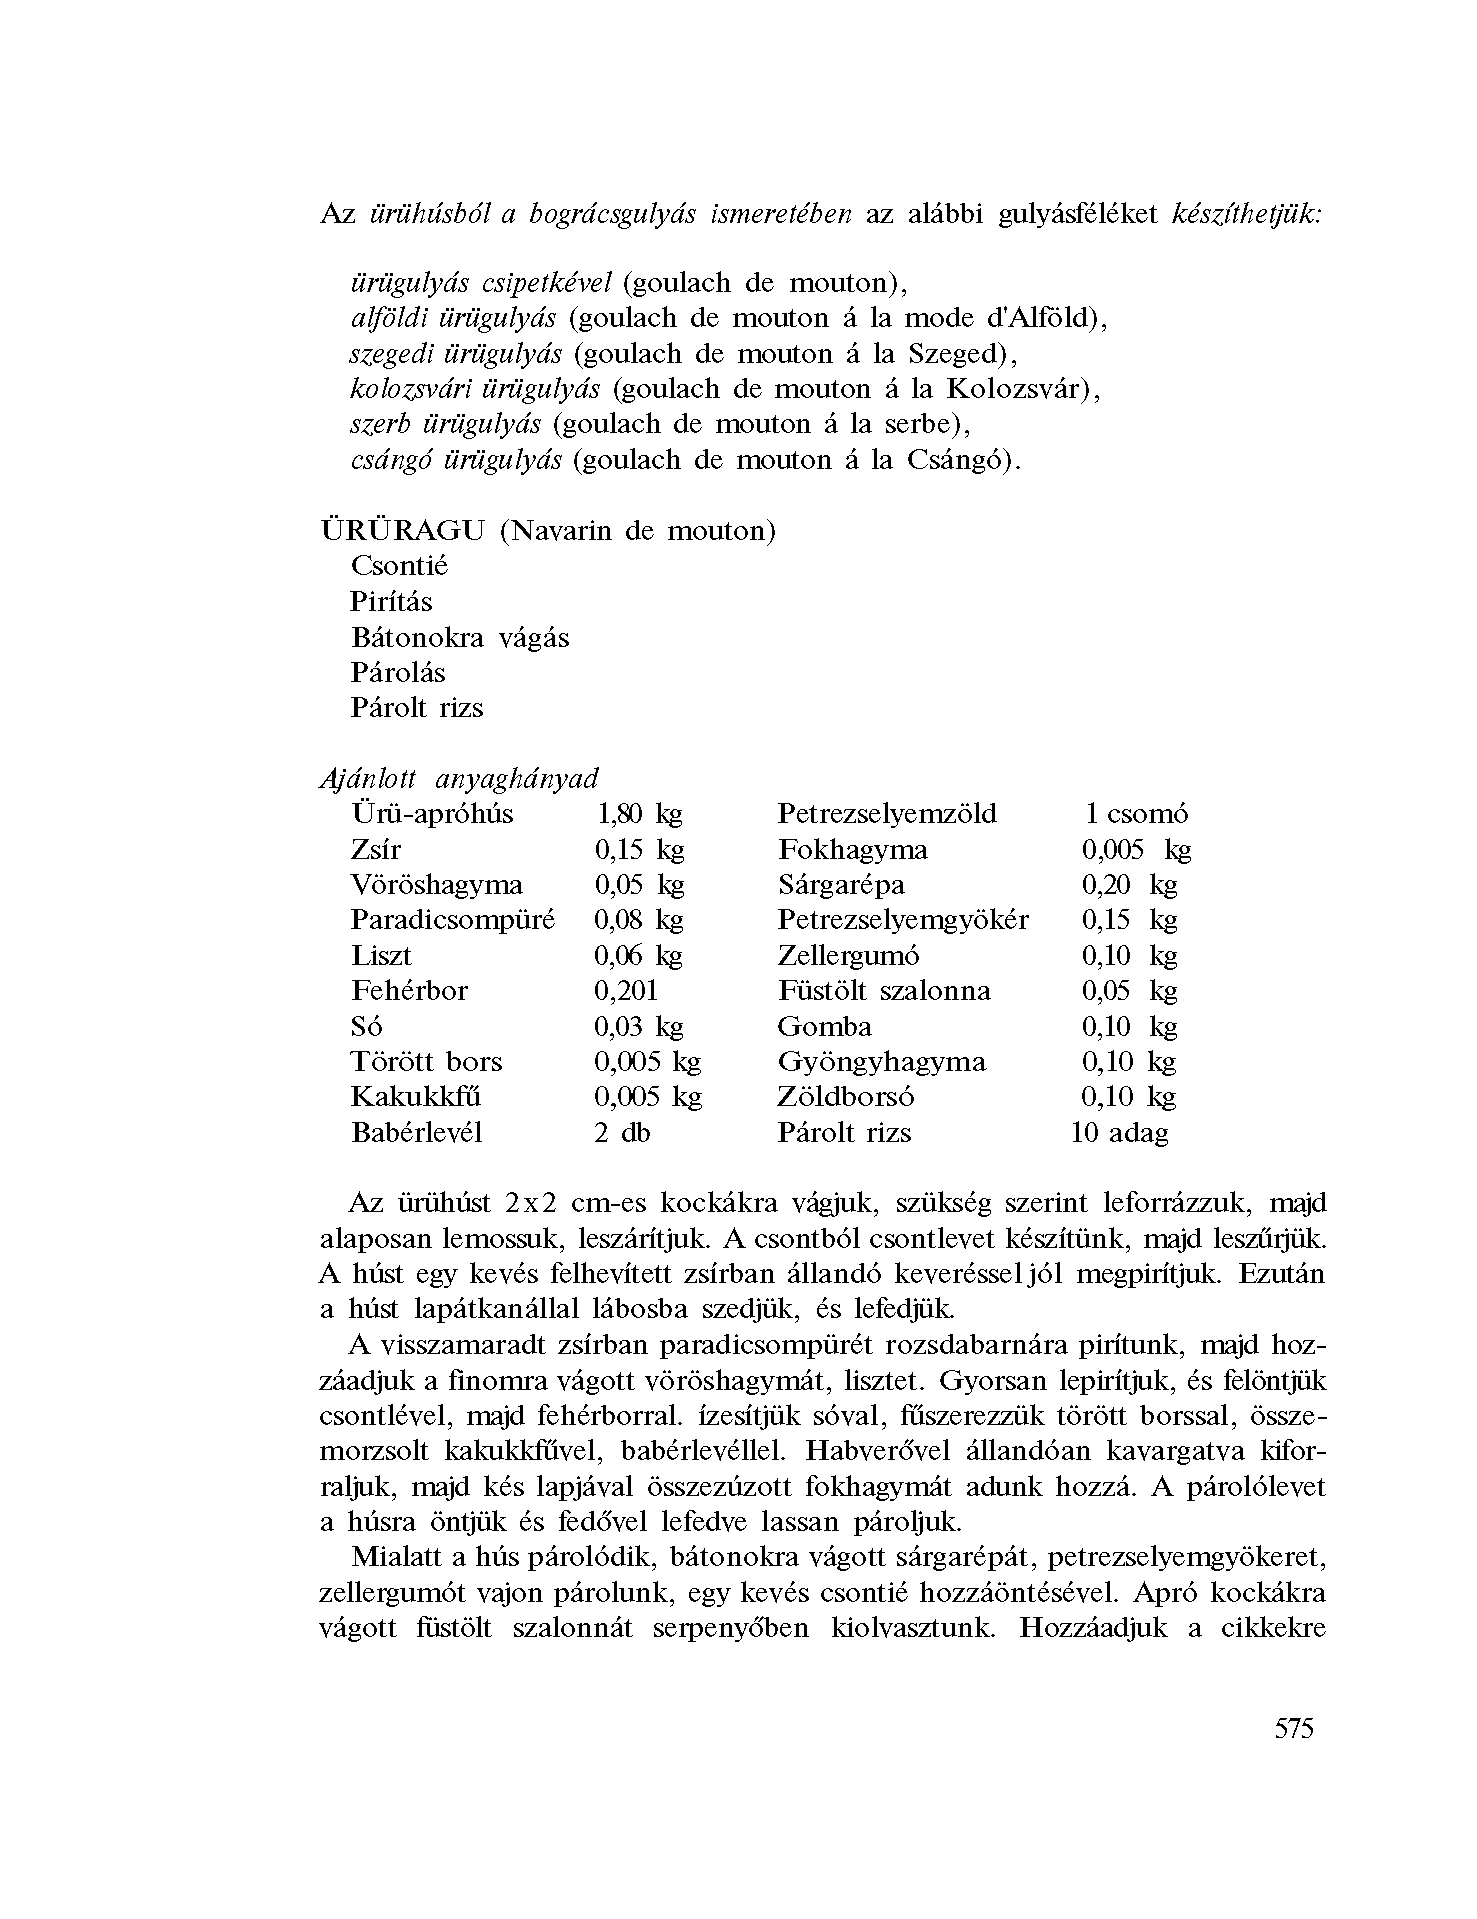 Az ürühúsból a bográcsgulyás ismeretében az alábbi gulyásféléket készíthetjük:
ürügulyás csipetkével (goulach de mouton),
alföldi ürügulyás (goulach de mouton á la mode d'Alföld),
szegedi ürügulyás (goulach de mouton á la Szeged),
kolozsvári ürügulyás (goulach de mouton á la Kolozsvár),
szerb ürügulyás (goulach de mouton á la serbe),
csángó ürügulyás (goulach de mouton á la Csángó).
ÜRÜRAGU (Navarin de mouton)
Csontié
Pirítás
Bátonokra vágás
Párolás
Párolt rizs
Ajánlott anyaghányad
Ürü-apróhús 1,80 kg Petrezselyemzöld 1 csomó
Zsír 0,15 kg Fokhagyma 0,005 kg
Vöröshagyma 0,05 kg Sárgarépa 0,20 kg
Paradicsompüré 0,08 kg Petrezselyemgyökér 0,15 kg
Liszt 0,06 kg Zellergumó 0,10 kg
Fehérbor 0,201 Füstölt szalonna 0,05 kg
Só 0,03 kg Gomba 0,10 kg
Törött bors 0,005 kg Gyöngyhagyma 0,10 kg
Kakukkfű 0,005 kg Zöldborsó 0,10 kg
Babérlevél 2 db Párolt rizs 10 adag
Az ürühúst 2x2 cm-es kockákra vágjuk, szükség szerint leforrázzuk, majd
alaposan lemossuk, leszárítjuk. A csontból csontlevet készítünk, majd leszűrjük.
A húst egy kevés felhevített zsírban állandó keveréssel jól megpirítjuk. Ezután
a húst lapátkanállal lábosba szedjük, és lefedjük.
A visszamaradt zsírban paradicsompürét rozsdabarnára pirítunk, majd hoz-
záadjuk a finomra vágott vöröshagymát, lisztet. Gyorsan lepirítjuk, és felöntjük
csontlével, majd fehérborral. ízesítjük sóval, fűszerezzük törött borssal, össze-
morzsolt kakukkfűvel, babérlevéllel. Habverővel állandóan kavargatva kifor-
raljuk, majd kés lapjával összezúzott fokhagymát adunk hozzá. A párolólevet
a húsra öntjük és fedővel lefedve lassan pároljuk.
Mialatt a hús párolódik, bátonokra vágott sárgarépát, petrezselyemgyökeret,
zellergumót vajon párolunk, egy kevés csontié hozzáöntésével. Apró kockákra
vágott füstölt szalonnát serpenyőben kiolvasztunk. Hozzáadjuk a cikkekre
575